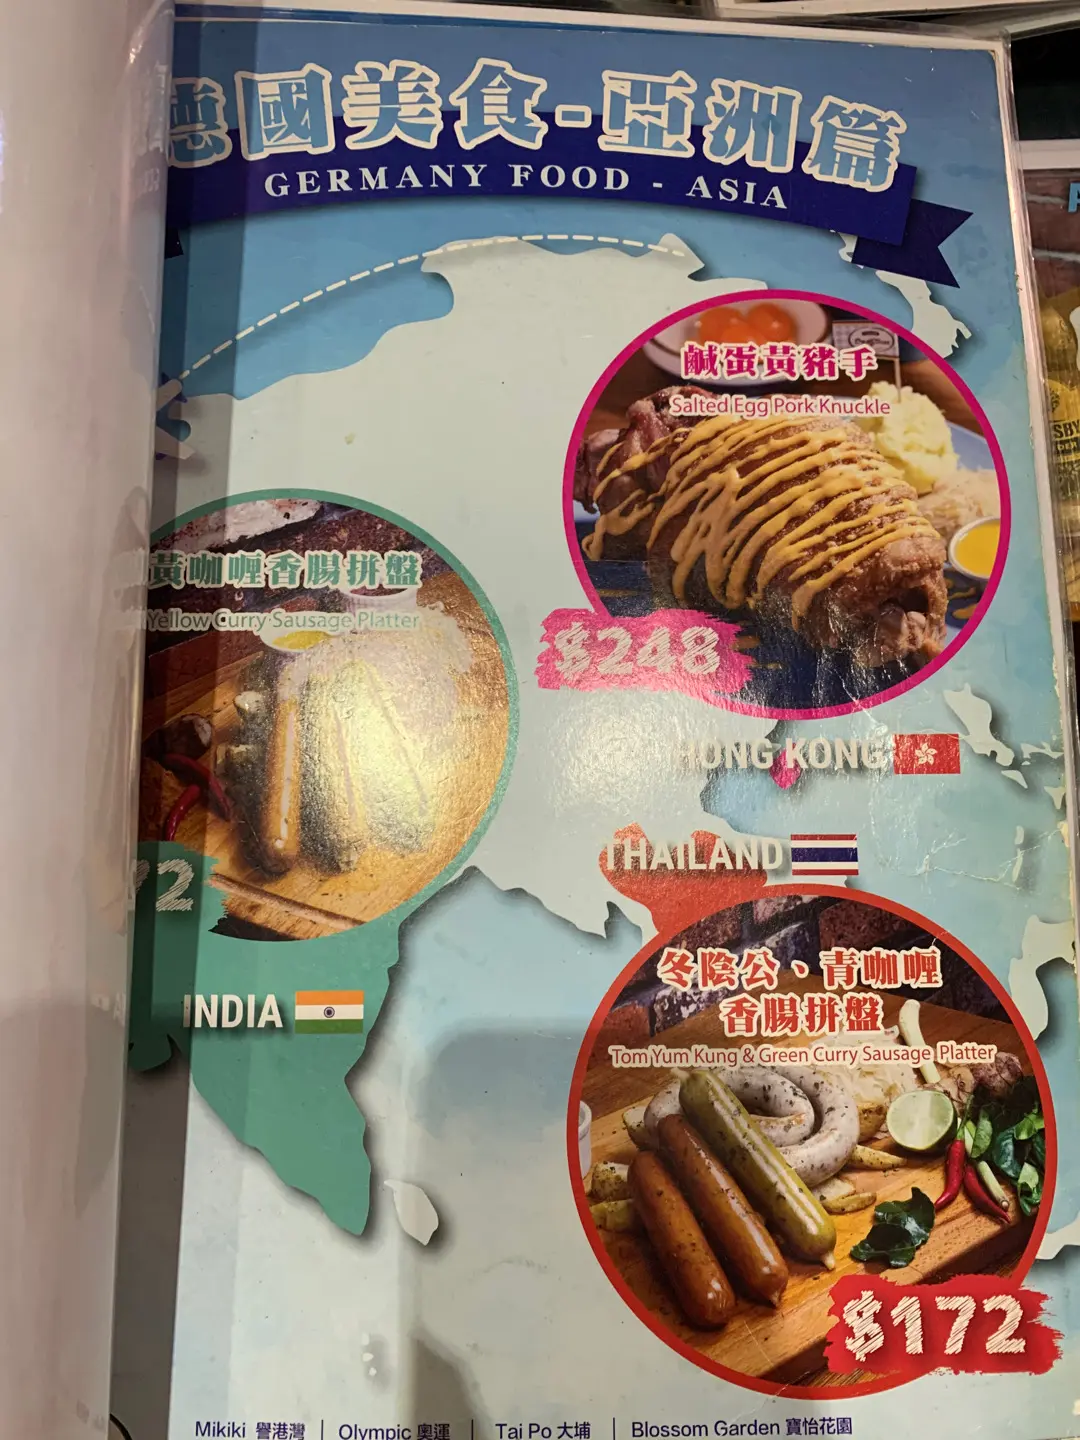 德國美食-亞洲篇
GERMANY FOOD - ASIA
鹹蛋黃豬手
Salted Egg Pork Knuckle
$248
HONG KONG
黃咖喱香腸拼盤
Yellow Curry Sausage Platter
72
INDIA
THAILAND
冬陰公、青咖喱
香腸拼盤
Tom Yum Kung & Green Curry Sausage Platter
$172
Mikiki 譽港灣 | Olympic 奧運 | Tai Po 大埔 | Blossom Garden 寶怡花園